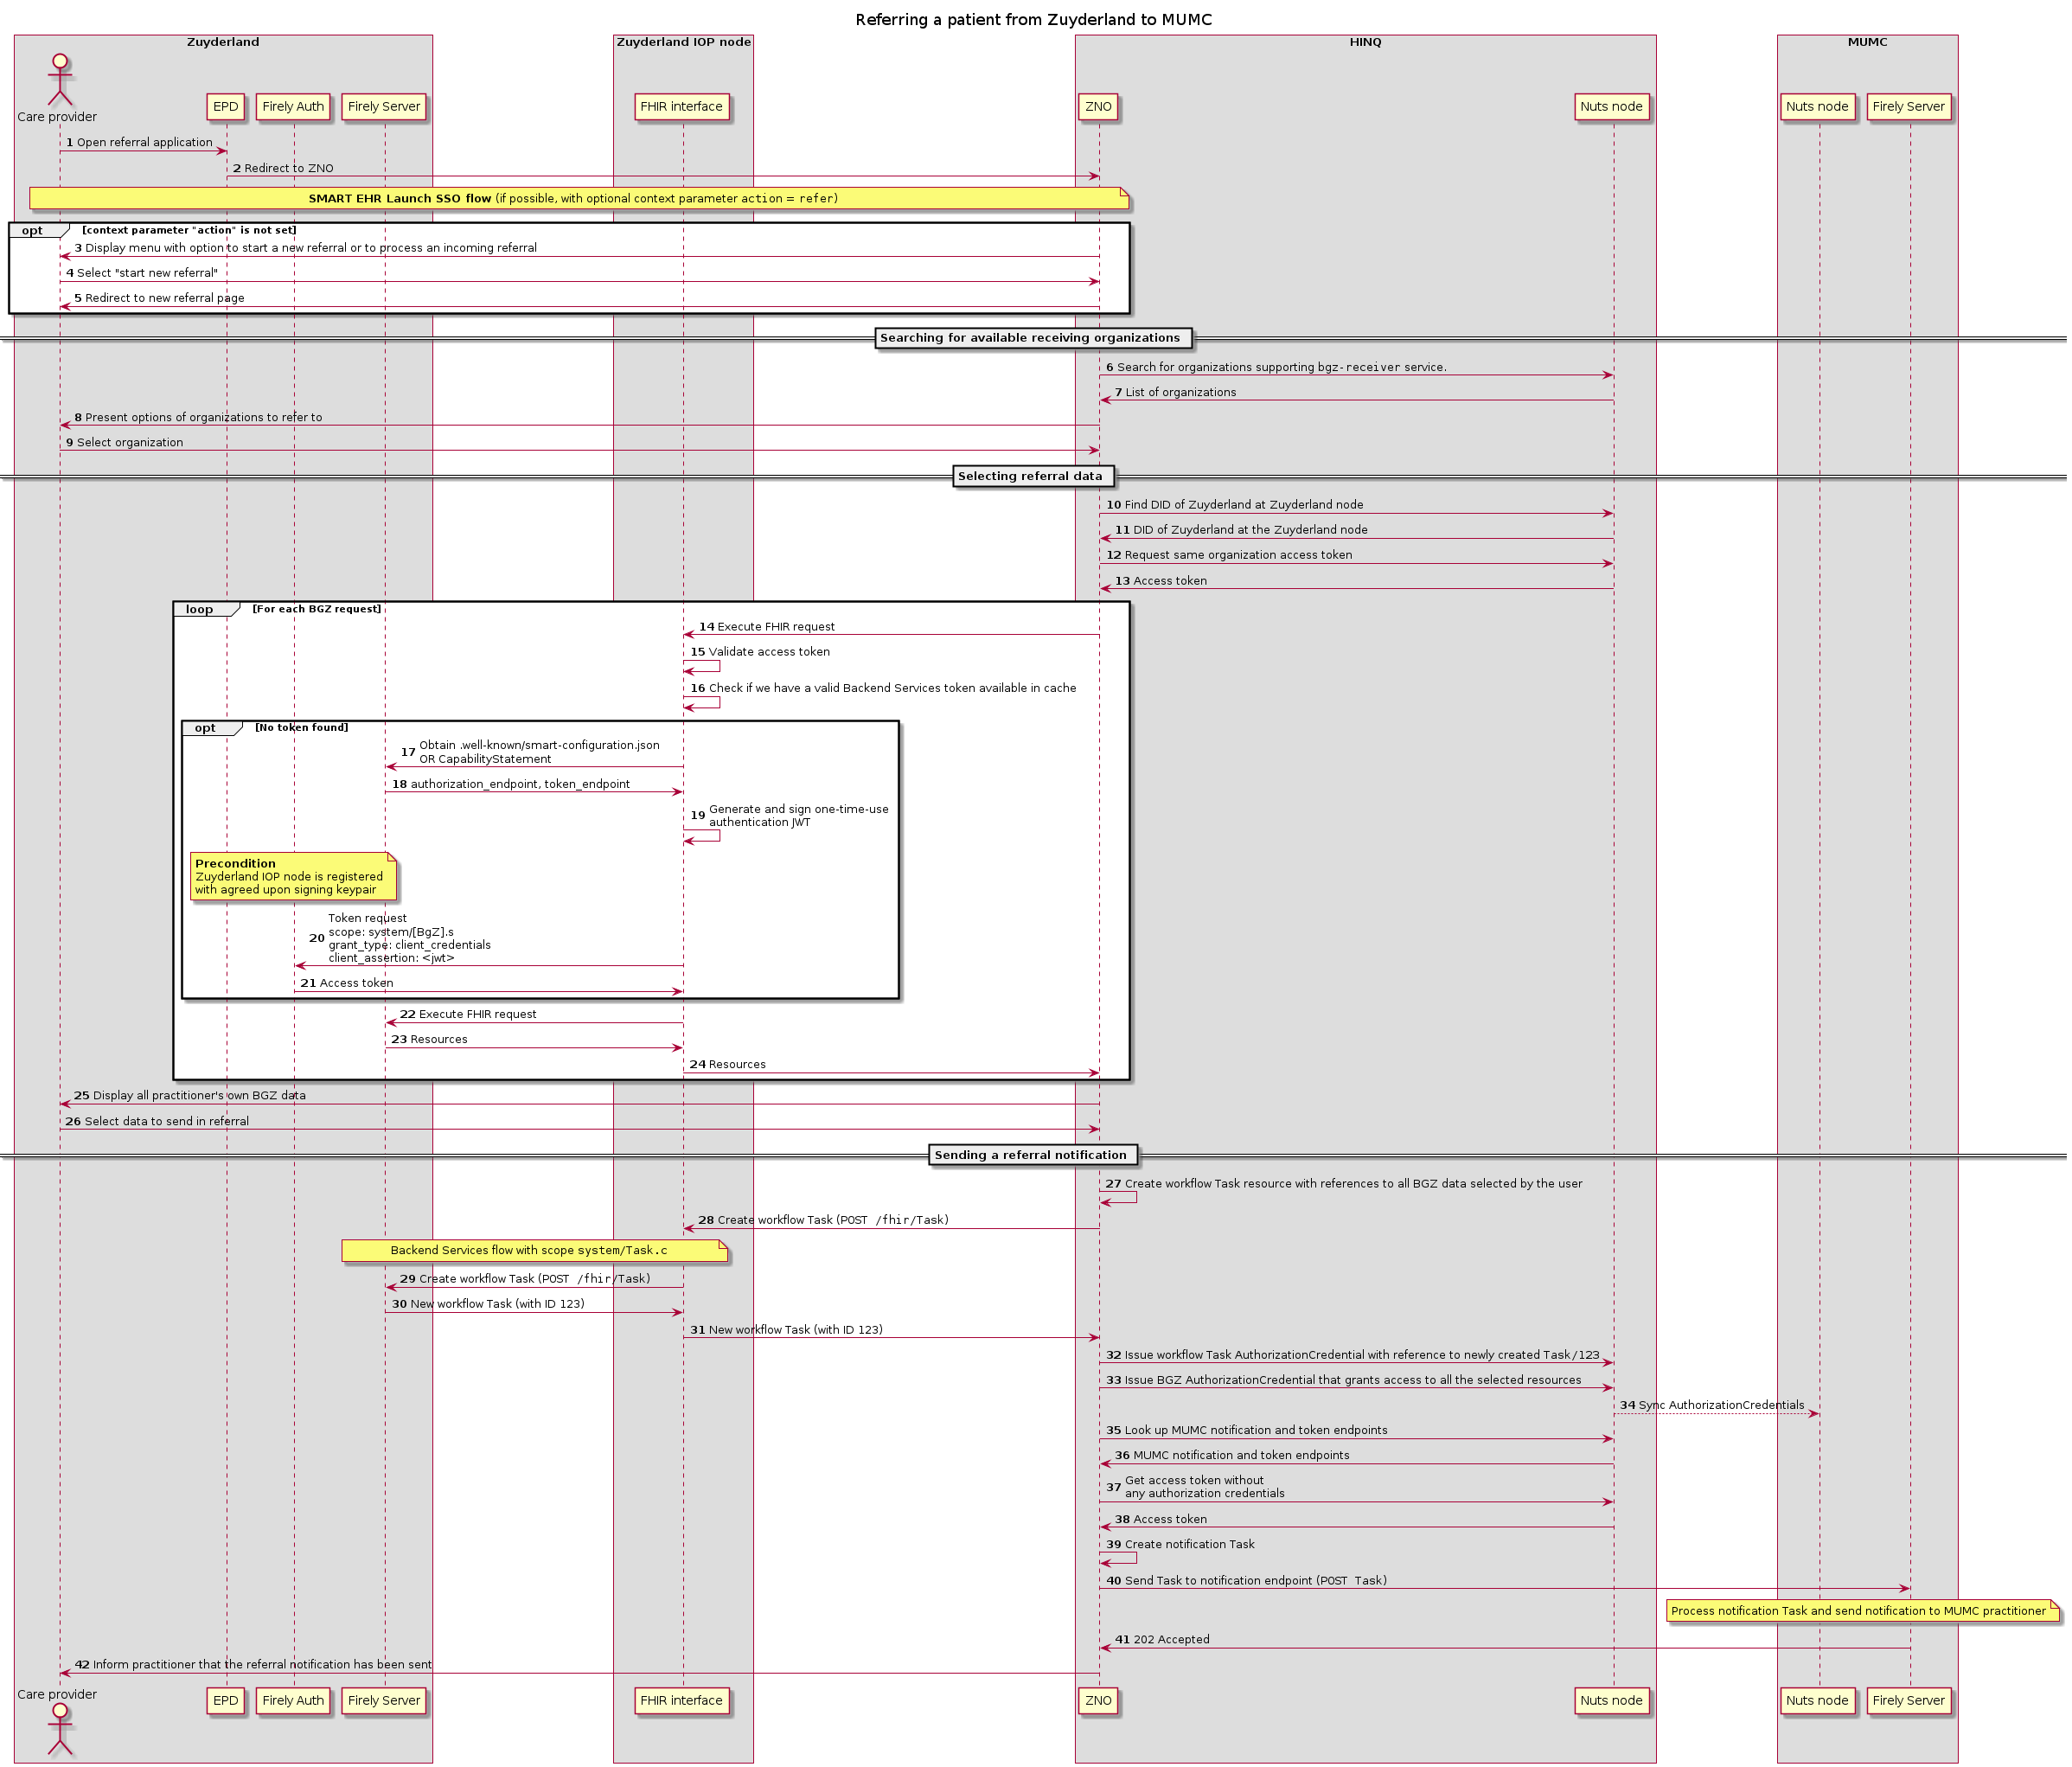 Referring a patient from Zuyderland to MUMC
Zuyderland
Zuyderland IOP node
HINQ
MUMC
Care provider
EPD
Firely Auth
Firely Server
FHIR interface
ZNO
Nuts node
Nuts node
Firely Server
1 Open referral application
2 Redirect to ZNO
SMART EHR Launch SSO flow (if possible, with optional context parameter action = refer)
opt [context parameter "action" is not set]
3 Display menu with option to start a new referral or to process an incoming referral
4 Select "start new referral"
5 Redirect to new referral page
Searching for available receiving organizations
6 Search for organizations supporting bgz-receiver service.
7 List of organizations
8 Present options of organizations to refer to
9 Select organization
Selecting referral data
10 Find DID of Zuyderland at Zuyderland node
11 DID of Zuyderland at the Zuyderland node
12 Request same organization access token
13 Access token
loop [For each BGZ request]
14 Execute FHIR request
15 Validate access token
16 Check if we have a valid Backend Services token available in cache
opt [No token found]
17 Obtain .well-known/smart-configuration.json
OR CapabilityStatement
18 authorization_endpoint, token_endpoint
19 Generate and sign one-time-use
authentication JWT
Precondition
Zuyderland IOP node is registered
with agreed upon signing keypair
20 Token request
scope: system/[BgZ].s
grant_type: client_credentials
client_assertion: <jwt>
21 Access token
22 Execute FHIR request
23 Resources
24 Resources
25 Display all practitioner's own BGZ data
26 Select data to send in referral
Sending a referral notification
27 Create workflow Task resource with references to all BGZ data selected by the user
28 Create workflow Task (POST /fhir/Task)
Backend Services flow with scope system/Task.c
29 Create workflow Task (POST /fhir/Task)
30 New workflow Task (with ID 123)
31 New workflow Task (with ID 123)
32 Issue workflow Task AuthorizationCredential with reference to newly created Task/123
33 Issue BGZ AuthorizationCredential that grants access to all the selected resources
34 Sync AuthorizationCredentials
35 Look up MUMC notification and token endpoints
36 MUMC notification and token endpoints
37 Get access token without
any authorization credentials
38 Access token
39 Create notification Task
40 Send Task to notification endpoint (POST Task)
Process notification Task and send notification to MUMC practitioner
41 202 Accepted
42 Inform practitioner that the referral notification has been sent
Care provider
EPD
Firely Auth
Firely Server
FHIR interface
ZNO
Nuts node
Nuts node
Firely Server